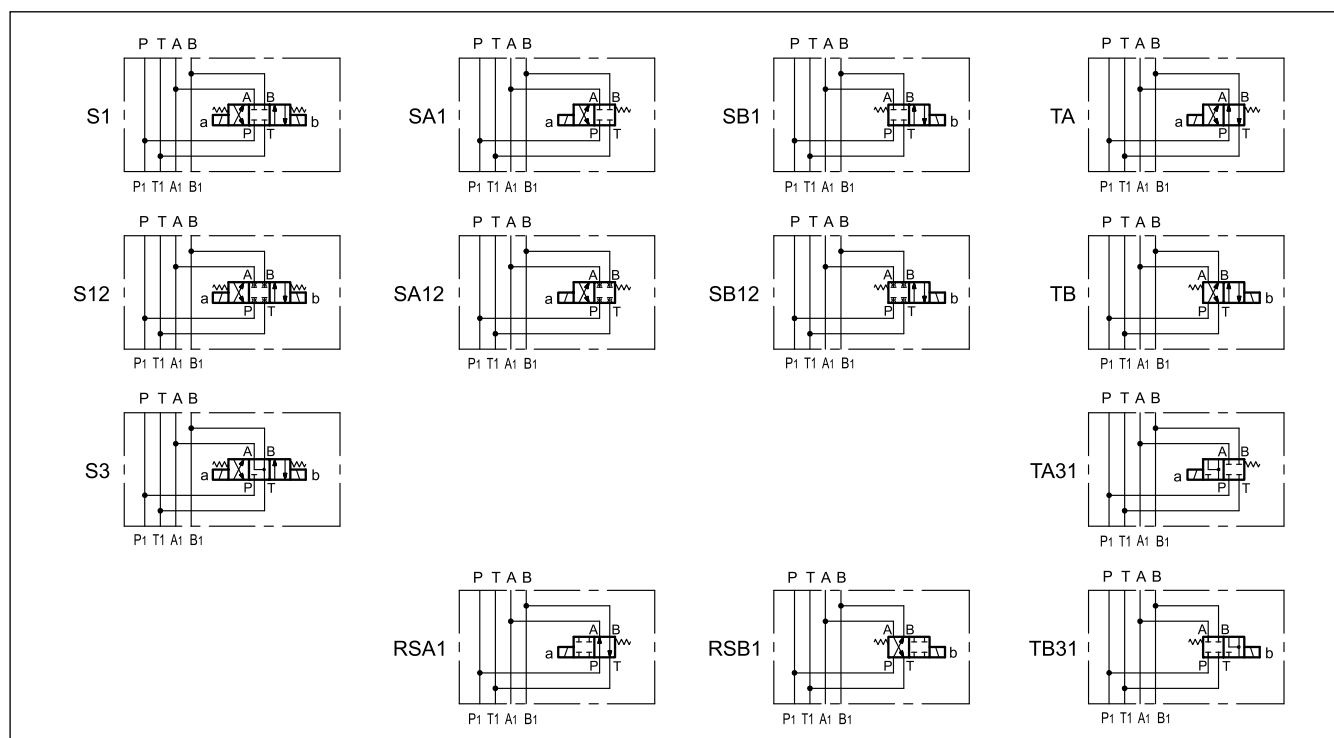 P T A B
S1
A B
a b
P T
P1 T1 A1 B1
P T A B
SA1
A B
a
P T
P1 T1 A1 B1
P T A B
SB1
A B
b
P T
P1 T1 A1 B1
P T A B
TA
A B
a
P T
P1 T1 A1 B1
P T A B
S12
A B
a b
P T
P1 T1 A1 B1
P T A B
SA12
A B
a
P T
P1 T1 A1 B1
P T A B
SB12
A B
b
P T
P1 T1 A1 B1
P T A B
TB
A B
b
P T
P1 T1 A1 B1
P T A B
S3
A B
a b
P T
P1 T1 A1 B1
P T A B
TA31
A B
a
P T
P1 T1 A1 B1
P T A B
RSA1
A B
a
P T
P1 T1 A1 B1
P T A B
RSB1
A B
b
P T
P1 T1 A1 B1
P T A B
TB31
A B
b
P T
P1 T1 A1 B1